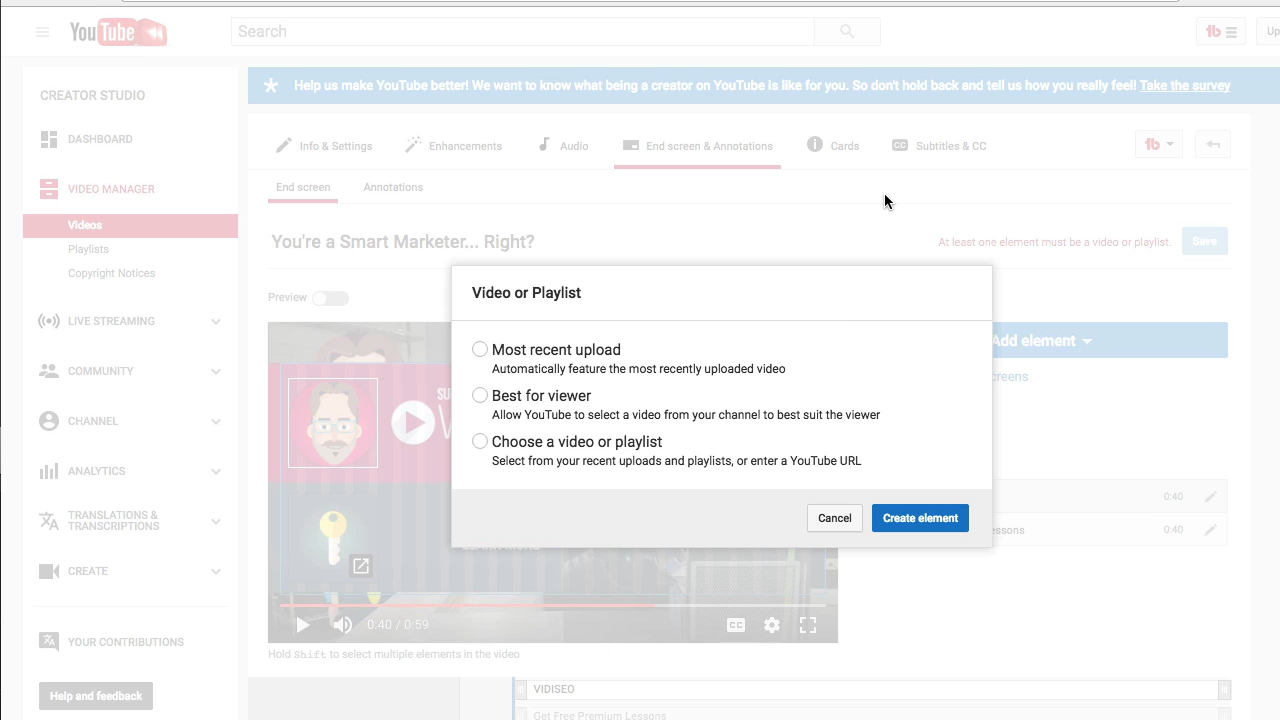 YouTube
Search
Up
CREATOR STUDIO
DASHBOARD
VIDEO MANAGER
Videos
Playlists
Copyright Notices
LIVE STREAMING
COMMUNITY
CHANNEL
ANALYTICS
TRANSLATIONS &
TRANSCRIPTIONS
CREATE
YOUR CONTRIBUTIONS
Help and feedback
Help us make YouTube better! We want to know what being a creator on YouTube is like for you. So don't hold back and tell us how you really feel! Take the survey
Info & Settings
Enhancements
Audio
End screen & Annotations
Cards
CC Subtitles & CC
End screen
Annotations
You're a Smart Marketer... Right?
At least one element must be a video or playlist.
Save
Preview
Add element
Video or Playlist
Most recent upload
Automatically feature the most recently uploaded video
Best for viewer
Allow YouTube to select a video from your channel to best suit the viewer
Choose a video or playlist
Select from your recent uploads and playlists, or enter a YouTube URL
Cancel
Create element
0:40
0:40
0:40 / 0:59
CC
Hold Shift to select multiple elements in the video
VIDISEO
Get Free Premium Lessons